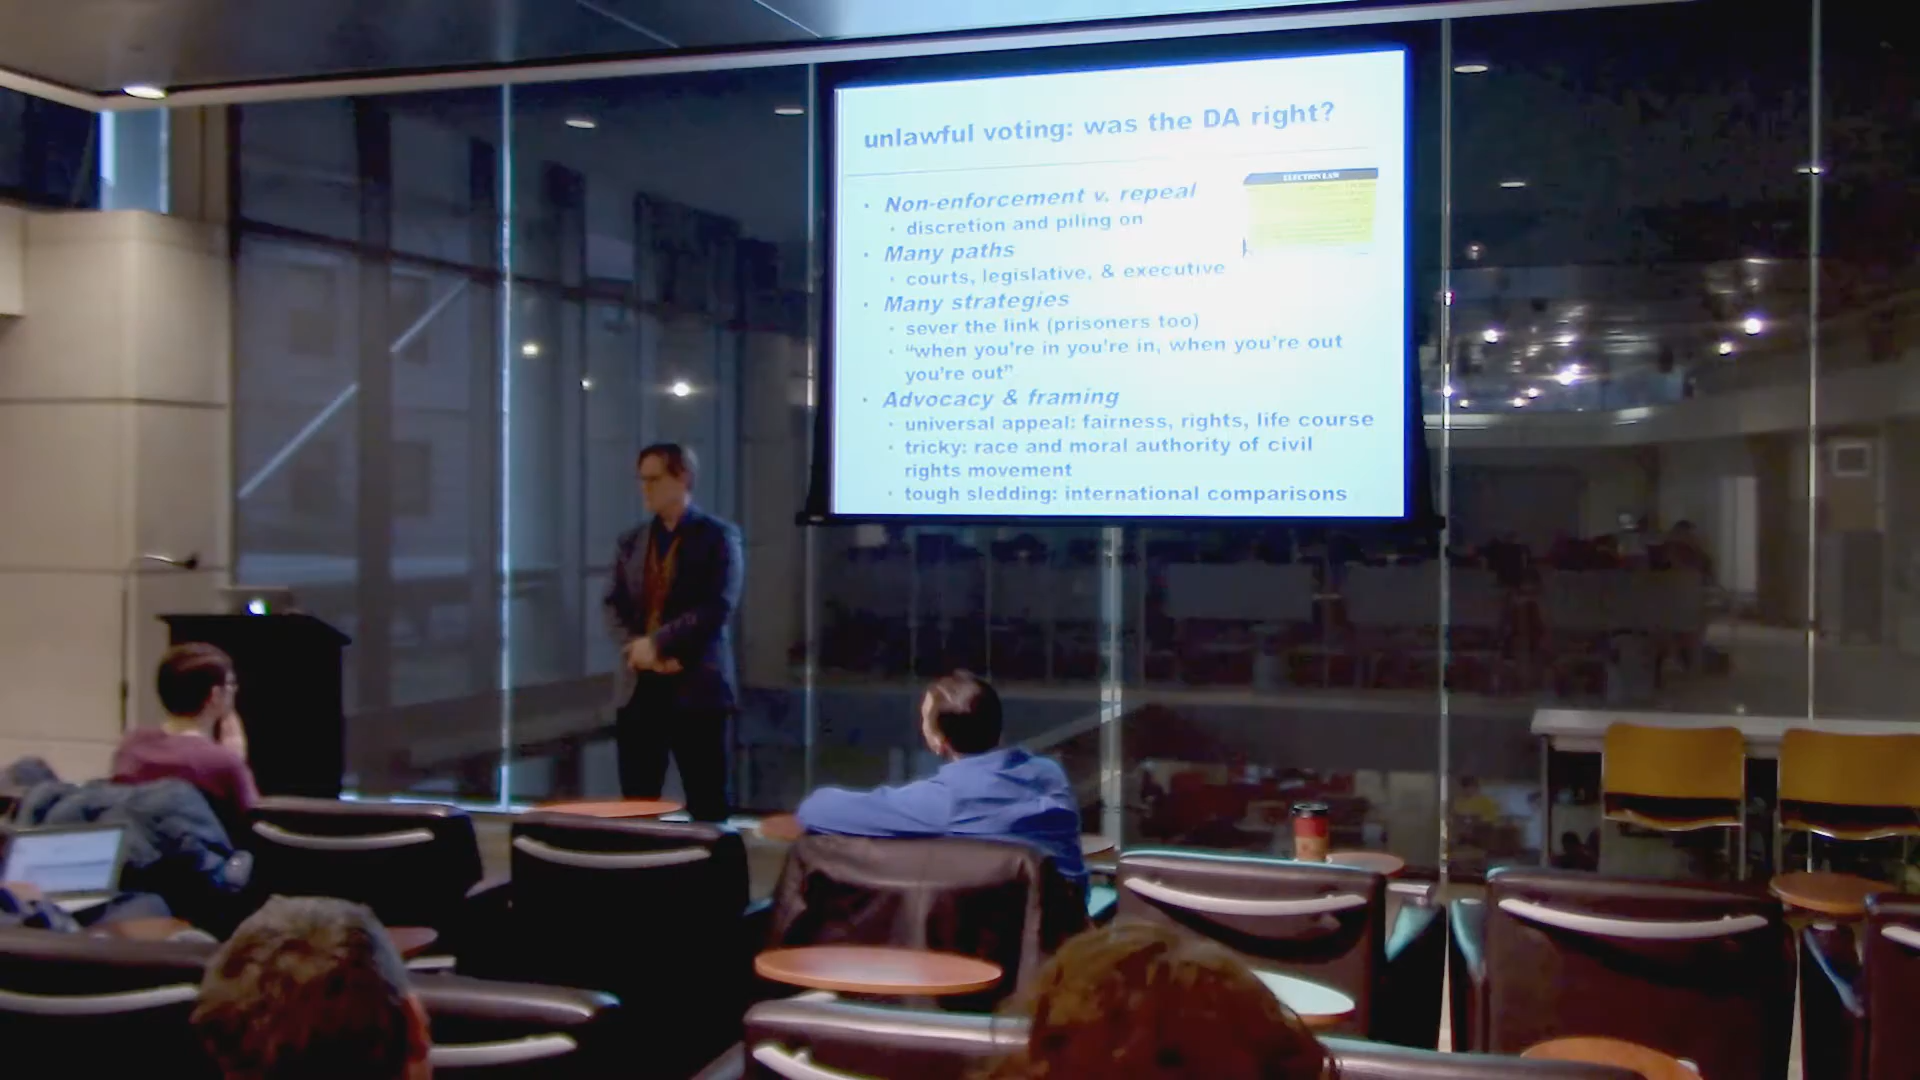 unlawful voting: was the DA right?
• Non-enforcement v. repeal
• discretion and piling on
• Many paths
• courts, legislative, & executive
• Many strategies
• sever the link (prisoners too)
• “when you’re in you’re in, when you’re out
you’re out”
• Advocacy & framing
• universal appeal: fairness, rights, life course
• tricky: race and moral authority of civil
rights movement
• tough sledding: international comparisons
ELECTION LAW